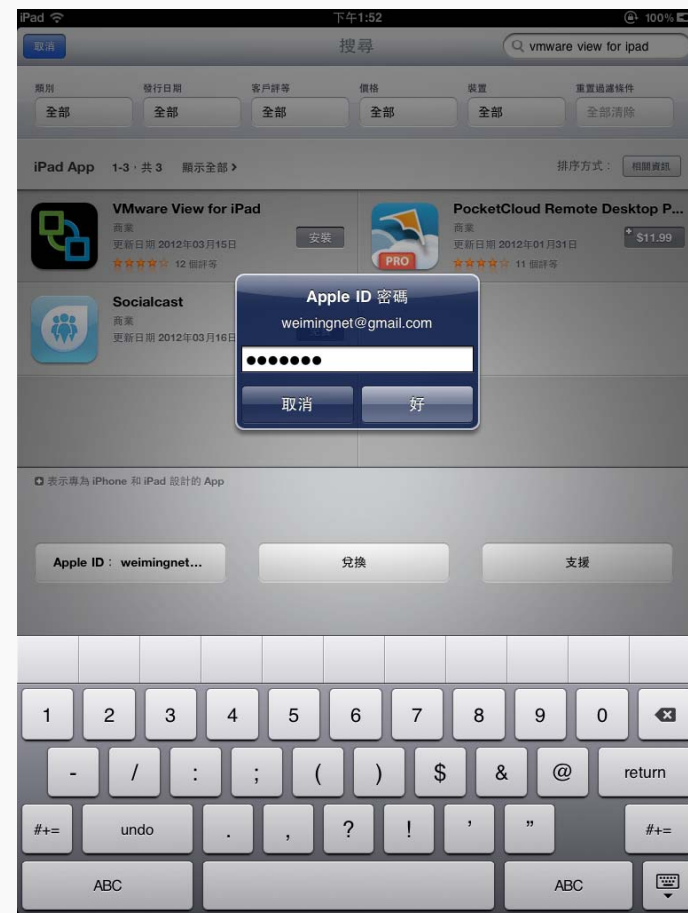 iPad 下午1:52 100%
取消 搜尋 vmware view for ipad
類別 發行日期 客戶評等 價格 裝置 重置過濾條件
全部 全部 全部 全部 全部 全部清除
iPad App 1-3，共 3 顯示全部 › 排序方式： 相關資訊
VMware View for iPad
商業
更新日期 2012年03月15日
12 個評等
安裝
PRO
PocketCloud Remote Desktop P...
商業
更新日期 2012年01月31日
11 個評等
+ $11.99
Socialcast
商業
更新日期 2012年03月16日
Apple ID 密碼
weimingnet@gmail.com
●●●●●●●
取消 好
+ 表示專為 iPhone 和 iPad 設計的 App
Apple ID： weimingnet... 兌換 支援
1 2 3 4 5 6 7 8 9 0
- / : ; ( ) $ & @ return
#+= undo . , ? ! ’ ” #+=
ABC ABC